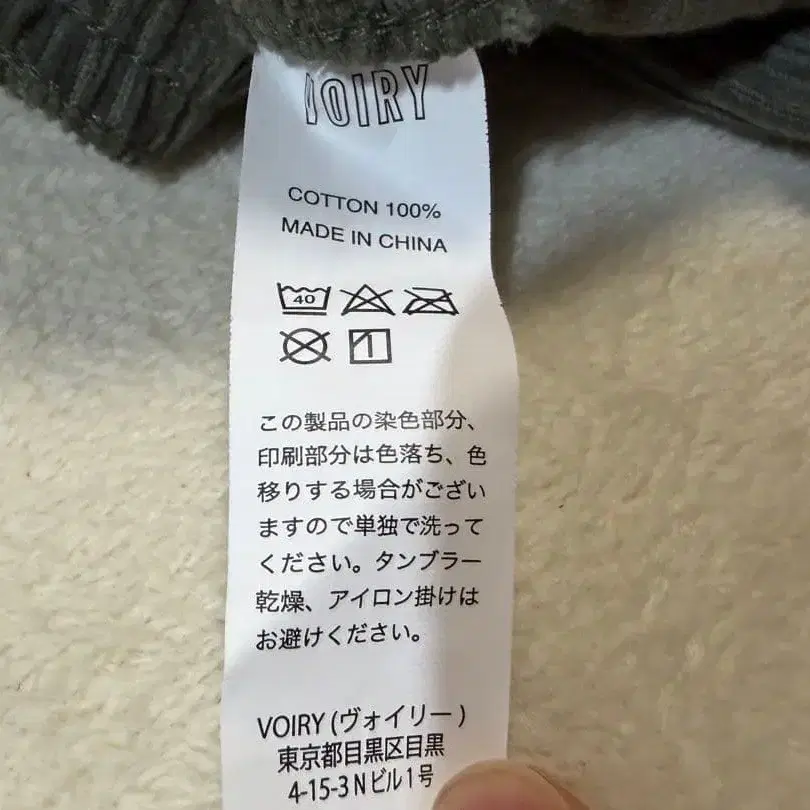 VOIRY
COTTON 100%
MADE IN CHINA
40
1
この製品の染色部分、
印刷部分は色落ち、色
移りする場合がござい
ますので単独で洗って
ください。タンブラー
乾燥、アイロン掛けは
お避けください。
VOIRY (ヴォイリー )
東京都目黒区目黒
4-15-3 N ビル 1 号